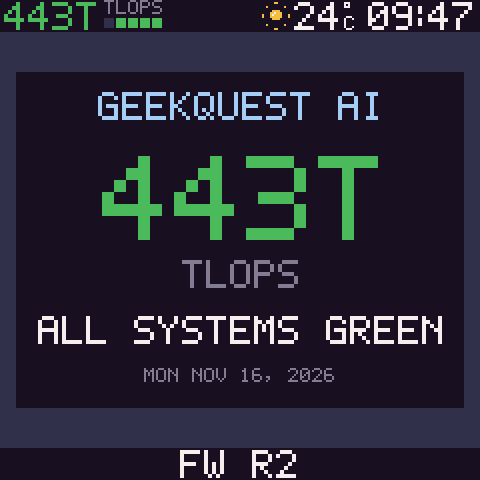 443T TLOPS 24°C 09:47
GEEKQUEST AI
443T
TLOPS
ALL SYSTEMS GREEN
MON NOV 16, 2026
FW R2